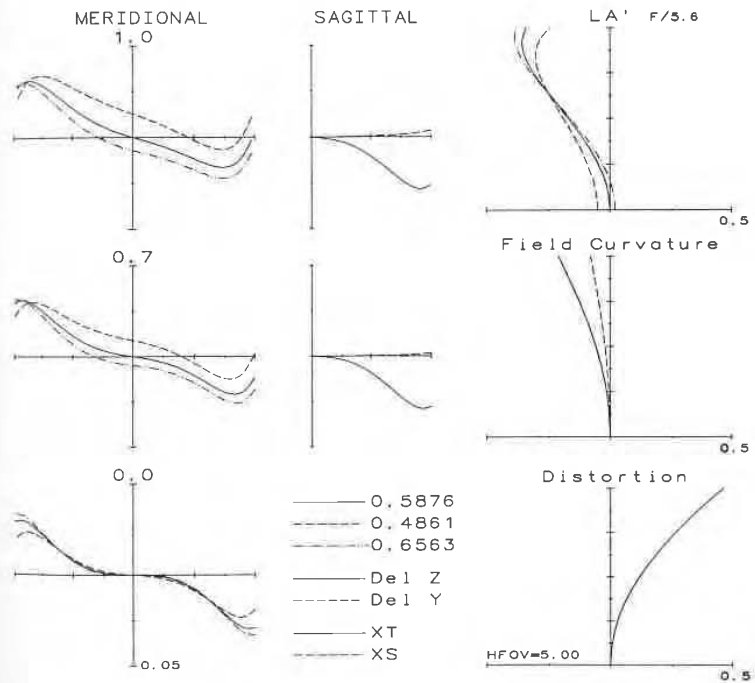 MERIDIONAL
1.0
SAGITTAL
LA' F/5.6
0.5
0.7
Field Curvature
0.5
0.0
0.05
0.5876
0.4861
0.6563
Del Z
Del Y
XT
XS
Distortion
HFOV=5.00
0.5